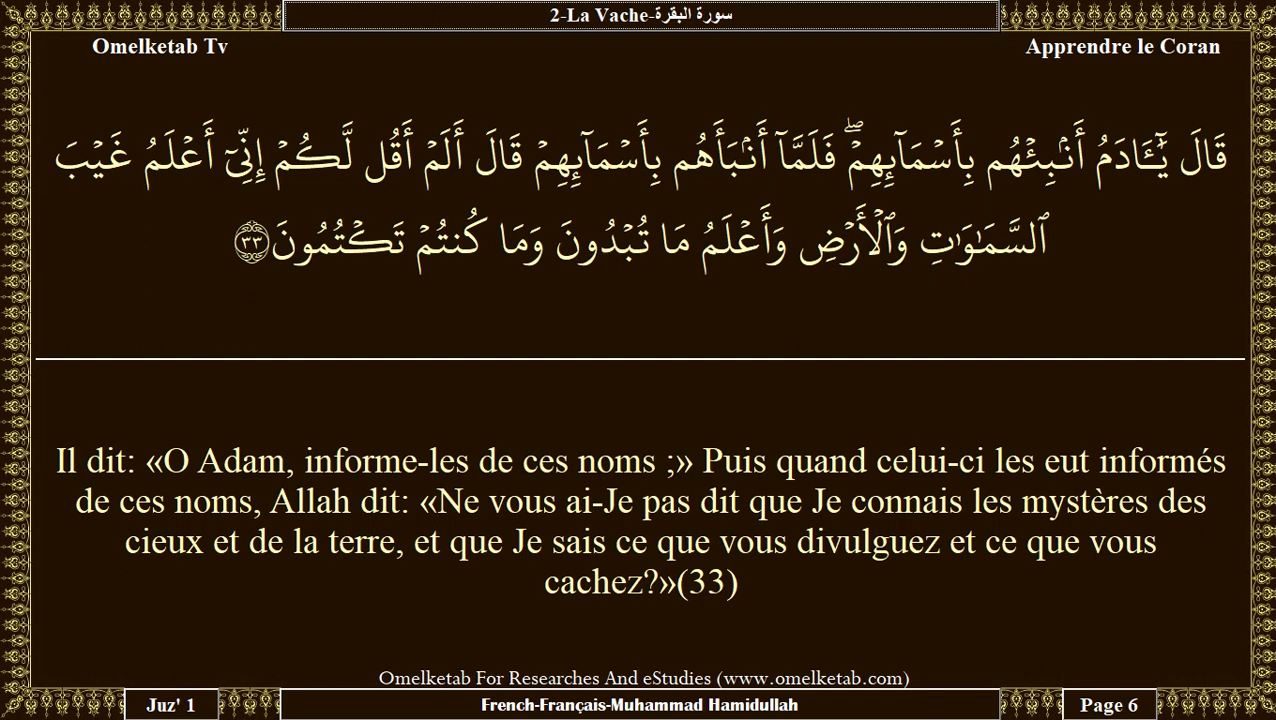 2-La Vache-سورة البقرة
Omelketab Tv
Apprendre le Coran
قَالَ يَٰٓـَٔادَمُ أَنۢبِئۡهُم بِأَسۡمَآئِهِمۡۖ فَلَمَّآ أَنۢبَأَهُم بِأَسۡمَآئِهِمۡ قَالَ أَلَمۡ أَقُل لَّكُمۡ إِنِّيٓ أَعۡلَمُ غَيۡبَ
ٱلسَّمَٰوَٰتِ وَٱلۡأَرۡضِ وَأَعۡلَمُ مَا تُبۡدُونَ وَمَا كُنتُمۡ تَكۡتُمُونَ ٣٣
Il dit: «O Adam, informe-les de ces noms ;» Puis quand celui-ci les eut informés
de ces noms, Allah dit: «Ne vous ai-Je pas dit que Je connais les mystères des
cieux et de la terre, et que Je sais ce que vous divulguez et ce que vous
cachez?»(33)
Omelketab For Researches And eStudies (www.omelketab.com)
Juz' 1
French-Français-Muhammad Hamidullah
Page 6